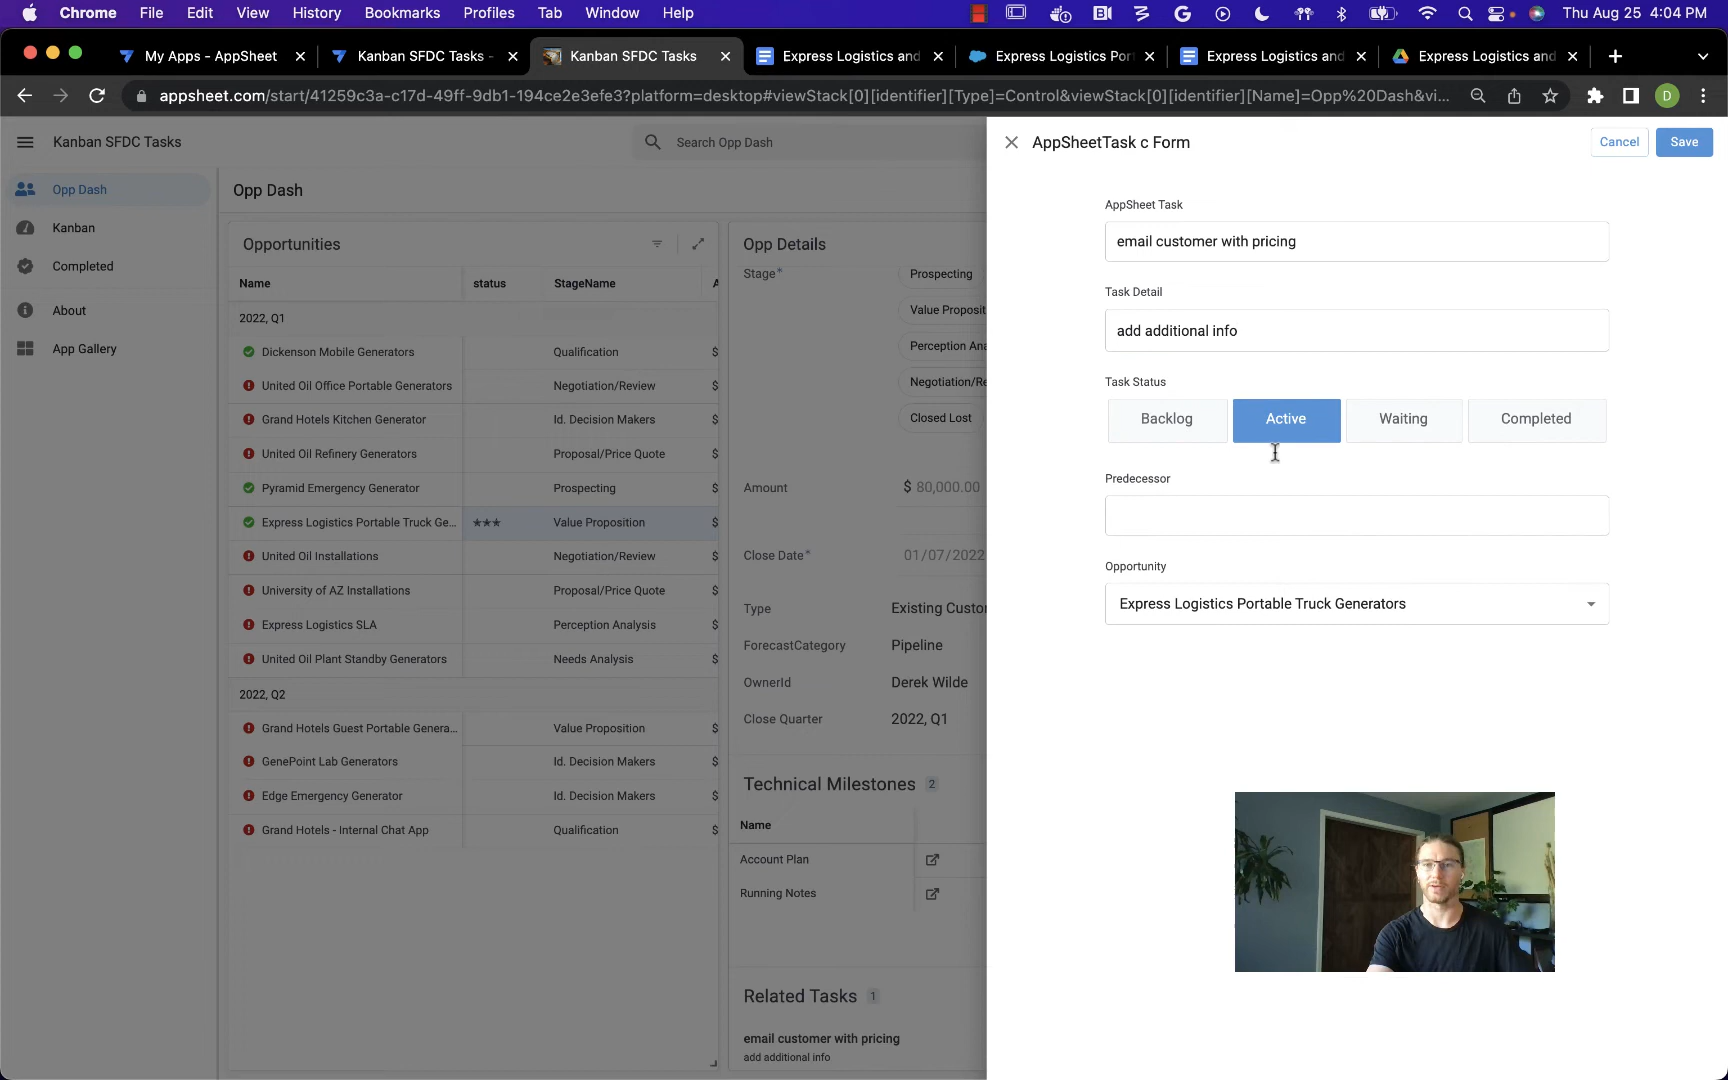 Chrome File Edit View History Bookmarks Profiles Tab Window Help Thu Aug 25 4:04 PM
My Apps - AppSheet
Kanban SFDC Tasks -
Kanban SFDC Tasks
Express Logistics and
Express Logistics Por
Express Logistics and
Express Logistics and
appsheet.com/start/41259c3a-c17d-49ff-9db1-194ce2e3efe3?platform=desktop#viewStack[0][identifier][Type]=Control&viewStack[0][identifier][Name]=Opp%20Dash&vi...
D
Kanban SFDC Tasks
Search Opp Dash
Opp Dash
Kanban
Completed
About
App Gallery
Opp Dash
Opportunities
Name status StageName A
2022, Q1
Dickenson Mobile Generators Qualification $
United Oil Office Portable Generators Negotiation/Review $
Grand Hotels Kitchen Generator Id. Decision Makers $
United Oil Refinery Generators Proposal/Price Quote $
Pyramid Emergency Generator Prospecting $
Express Logistics Portable Truck Ge... ★★★ Value Proposition $
United Oil Installations Negotiation/Review $
University of AZ Installations Proposal/Price Quote $
Express Logistics SLA Perception Analysis $
United Oil Plant Standby Generators Needs Analysis $
2022, Q2
Grand Hotels Guest Portable Genera... Value Proposition $
GenePoint Lab Generators Id. Decision Makers $
Edge Emergency Generator Id. Decision Makers $
Grand Hotels - Internal Chat App Qualification $
Opp Details
Stage* Prospecting
Value Proposit
Perception Ana
Negotiation/Re
Closed Lost
Amount $ 80,000.00
Close Date* 01/07/2022
Type Existing Custo
ForecastCategory Pipeline
OwnerId Derek Wilde
Close Quarter 2022, Q1
Technical Milestones 2
Name
Account Plan
Running Notes
Related Tasks 1
email customer with pricing
add additional info
AppSheetTask c Form
Cancel Save
AppSheet Task
email customer with pricing
Task Detail
add additional info
Task Status
Backlog Active Waiting Completed
Predecessor
Opportunity
Express Logistics Portable Truck Generators